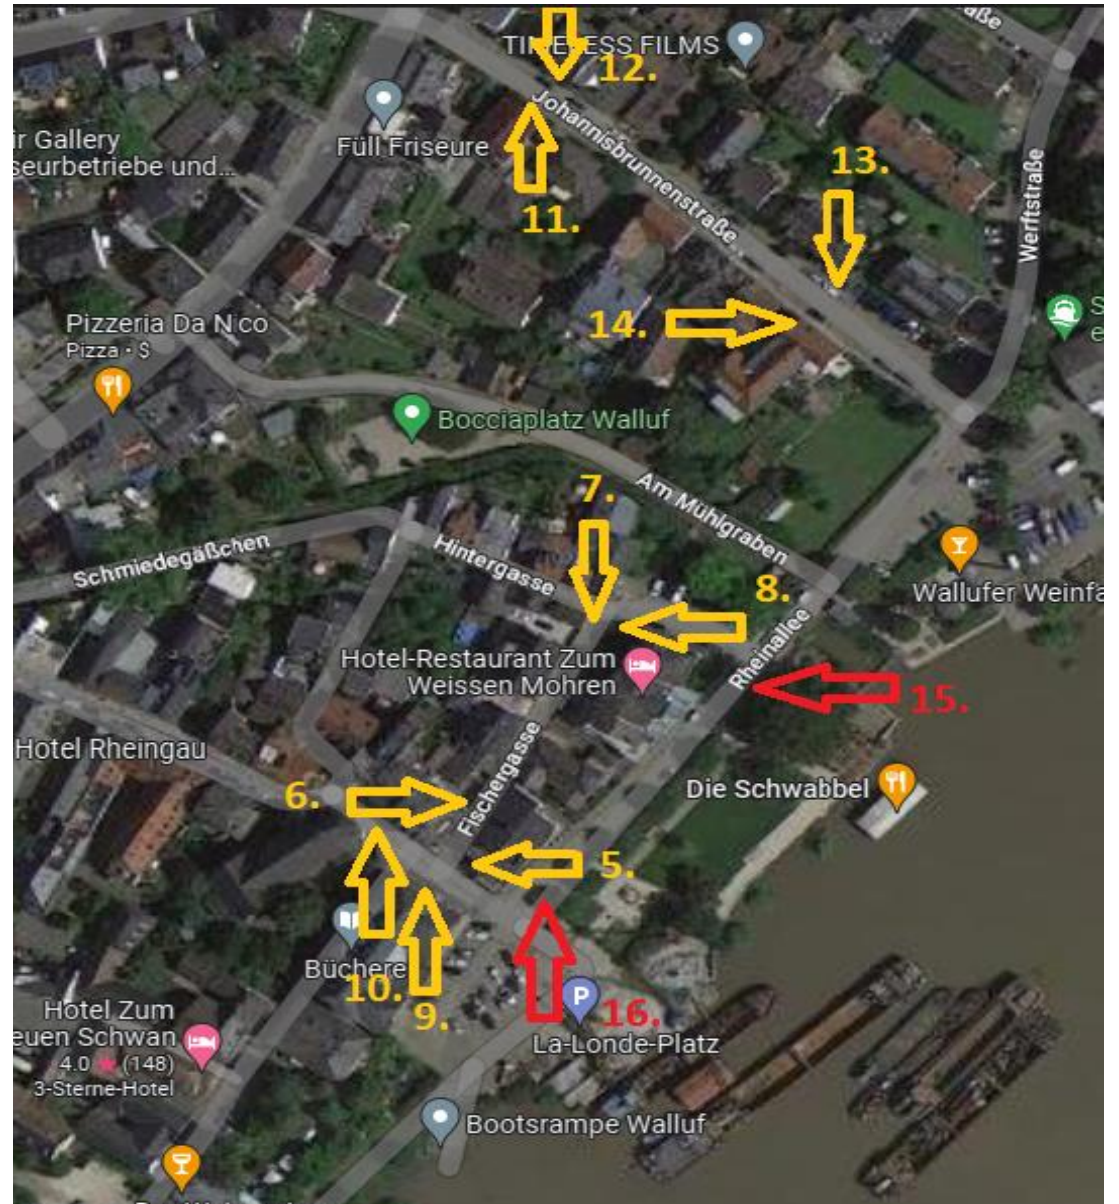 TIMELESS FILMS
12.
Johannisbrunnenstraße
Füll Friseure
ir Gallery
seurbetriebe und...
11.
13.
Werftstraße
14.
Pizzeria Da Nico
Pizza • $
Bocciaplatz Walluf
Am Mühlgraben
7.
Schmiedegäßchen
Hintergasse
8.
Wallufer Weinfa
Hotel-Restaurant Zum
Weissen Mohren
Rheinallee
15.
Hotel Rheingau
Fischergasse
6.
Die Schwabbel
5.
Büchere
10.
9.
16.
La-Londe-Platz
Hotel Zum
euen Schwan
4.0 ★ (148)
3-Sterne-Hotel
Bootsrampe Walluf